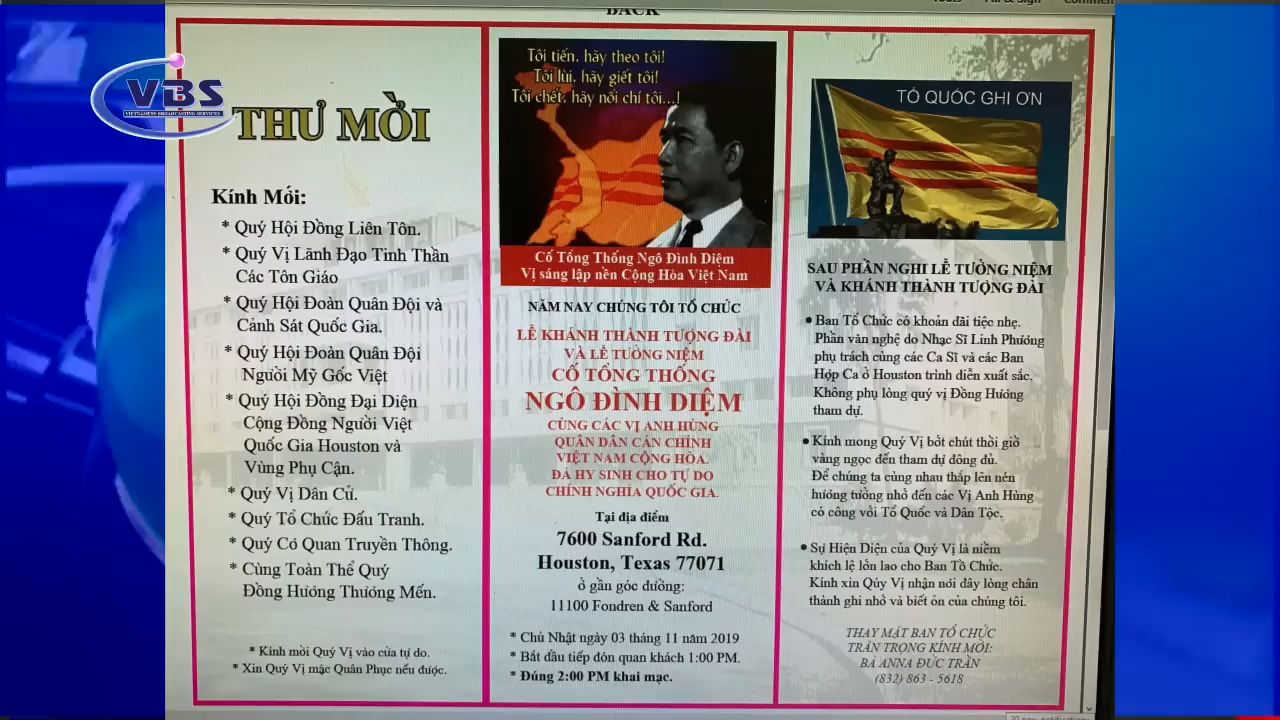 BACK
VBS
VIETNAMESE BROADCASTING SERVICES
THƯ MỜI
Kính Mời:
* Quý Hội Đồng Liên Tôn.
* Quý Vị Lãnh Đạo Tinh Thần
Các Tôn Giáo
* Quý Hội Đoàn Quân Đội và
Cảnh Sát Quốc Gia.
* Quý Hội Đoàn Quân Đội
Người Mỹ Gốc Việt
* Quý Hội Đồng Đại Diện
Cộng Đồng Người Việt
Quốc Gia Houston và
Vùng Phụ Cận.
* Quý Vị Dân Cử.
* Quý Tổ Chức Đấu Tranh.
* Quý Cơ Quan Truyền Thông.
* Cùng Toàn Thể Quý
Đồng Hương Thương Mến.
* Kính mời Quý Vị vào cửa tự do.
* Xin Quý Vị mặc Quân Phục nếu được.
Tôi tiến, hãy theo tôi!
Tôi lùi, hãy giết tôi!
Tôi chết, hãy nối chí tôi...!
Cố Tổng Thống Ngô Đình Diệm
Vị sáng lập nền Cộng Hòa Việt Nam
NĂM NAY CHÚNG TÔI TỔ CHỨC
LỄ KHÁNH THÀNH TƯỢNG ĐÀI
VÀ LỄ TƯỞNG NIỆM
CỐ TỔNG THỐNG
NGÔ ĐÌNH DIỆM
CÙNG CÁC VỊ ANH HÙNG
QUÂN DÂN CÁN CHÍNH
VIỆT NAM CỘNG HÒA.
ĐÃ HY SINH CHO TỰ DO
CHÍNH NGHĨA QUỐC GIA.
Tại địa điểm
7600 Sanford Rd.
Houston, Texas 77071
ở gần góc đường:
11100 Fondren & Sanford
* Chủ Nhật ngày 03 tháng 11 năm 2019
* Bắt đầu tiếp đón quan khách 1:00 PM.
* Đúng 2:00 PM khai mạc.
TỔ QUỐC GHI ƠN
SAU PHẦN NGHI LỄ TƯỞNG NIỆM
VÀ KHÁNH THÀNH TƯỢNG ĐÀI
• Ban Tổ Chức có khoản đãi tiệc nhẹ.
Phần văn nghệ do Nhạc Sĩ Linh Phương
phụ trách cùng các Ca Sĩ và các Ban
Hợp Ca ở Houston trình diễn xuất sắc.
Không phụ lòng quý vị Đồng Hương
tham dự.
• Kính mong Quý Vị bớt chút thời giờ
vàng ngọc đến tham dự đông đủ.
Để chúng ta cùng nhau thắp lên nén
hương tưởng nhớ đến các Vị Anh Hùng
có công với Tổ Quốc và Dân Tộc.
• Sự Hiện Diện của Quý Vị là niềm
khích lệ lớn lao cho Ban Tổ Chức.
Kính xin Qúy Vị nhận nơi đây lòng chân
thành ghi nhớ và biết ơn của chúng tôi.
THAY MẶT BAN TỔ CHỨC
TRÂN TRỌNG KÍNH MỜI:
BÀ ANNA ĐỨC TRẦN
(832) 863 - 5618